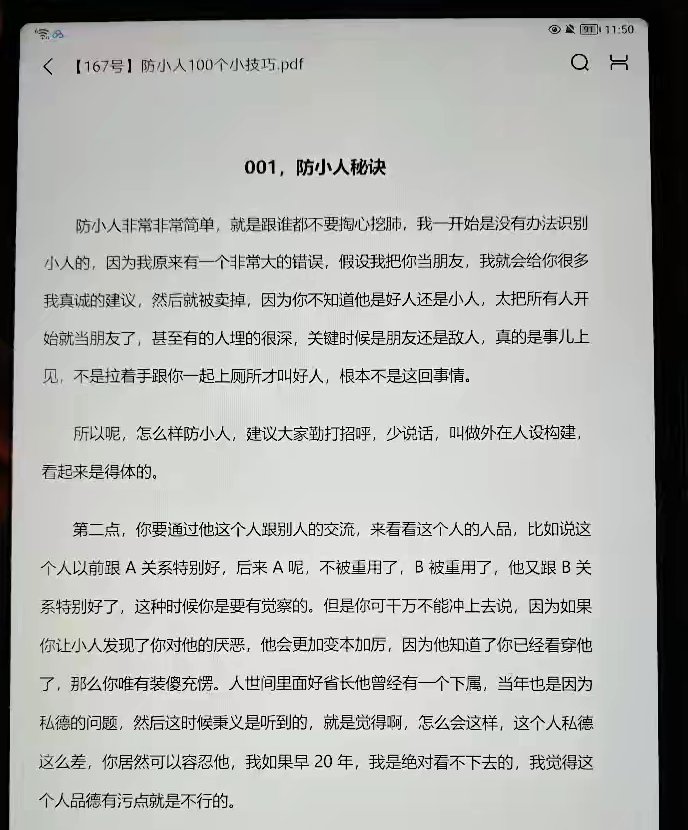 91 11:50
【167号】防小人100个小技巧.pdf
001，防小人秘诀
防小人非常非常简单，就是跟谁都不要掏心挖肺，我一开始是没有办法识别
小人的，因为我原来有一个非常大的错误，假设我把你当朋友，我就会给你很多
我真诚的建议，然后就被卖掉，因为你不知道他是好人还是小人，太把所有人开
始就当朋友了，甚至有的人埋的很深，关键时候是朋友还是敌人，真的是事儿上
见，不是拉着手跟你一起上厕所才叫好人，根本不是这回事情。
所以呢，怎么样防小人，建议大家勤打招呼，少说话，叫做外在人设构建，
看起来是得体的。
第二点，你要通过他这个人跟别人的交流，来看看这个人的人品，比如说这
个人以前跟 A 关系特别好，后来 A 呢，不被重用了，B 被重用了，他又跟 B 关
系特别好了，这种时候你是要有觉察的。但是你可千万不能冲上去说，因为如果
你让小人发现了你对他的厌恶，他会更加变本加厉，因为他知道了你已经看穿他
了，那么你唯有装傻充愣。人世间里面好省长他曾经有一个下属，当年也是因为
私德的问题，然后这时候秉义是听到的，就是觉得啊，怎么会这样，这个人私德
这么差，你居然可以容忍他，我如果早 20 年，我是绝对看不下去的，我觉得这
个人品德有污点就是不行的。